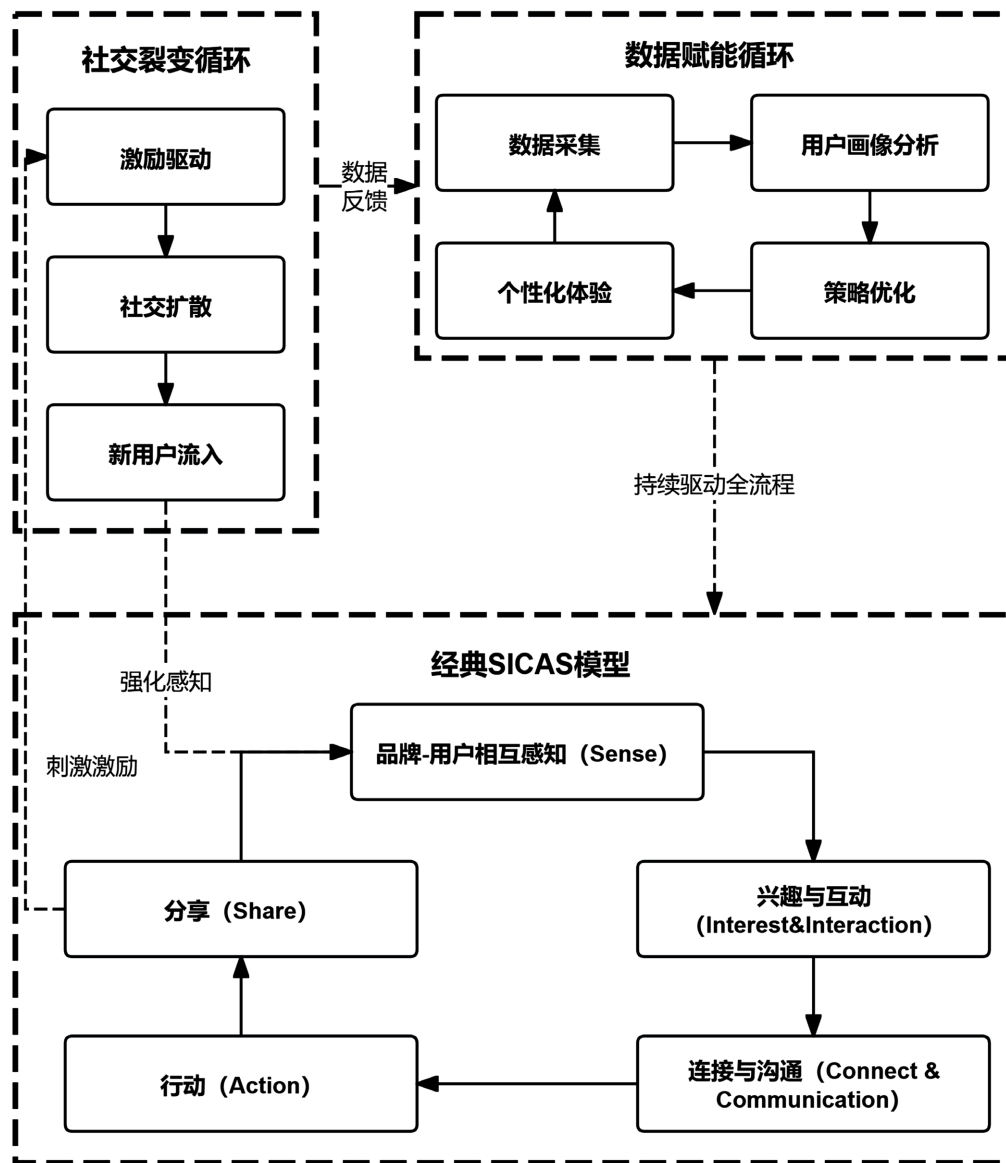 社交裂变循环
激励驱动
社交扩散
新用户流入
数据
反馈
数据赋能循环
数据采集
用户画像分析
个性化体验
策略优化
持续驱动全流程
强化感知
刺激激励
经典SICAS模型
品牌-用户相互感知（Sense）
兴趣与互动
（Interest&Interaction）
连接与沟通（Connect &
Communication）
行动（Action）
分享（Share）